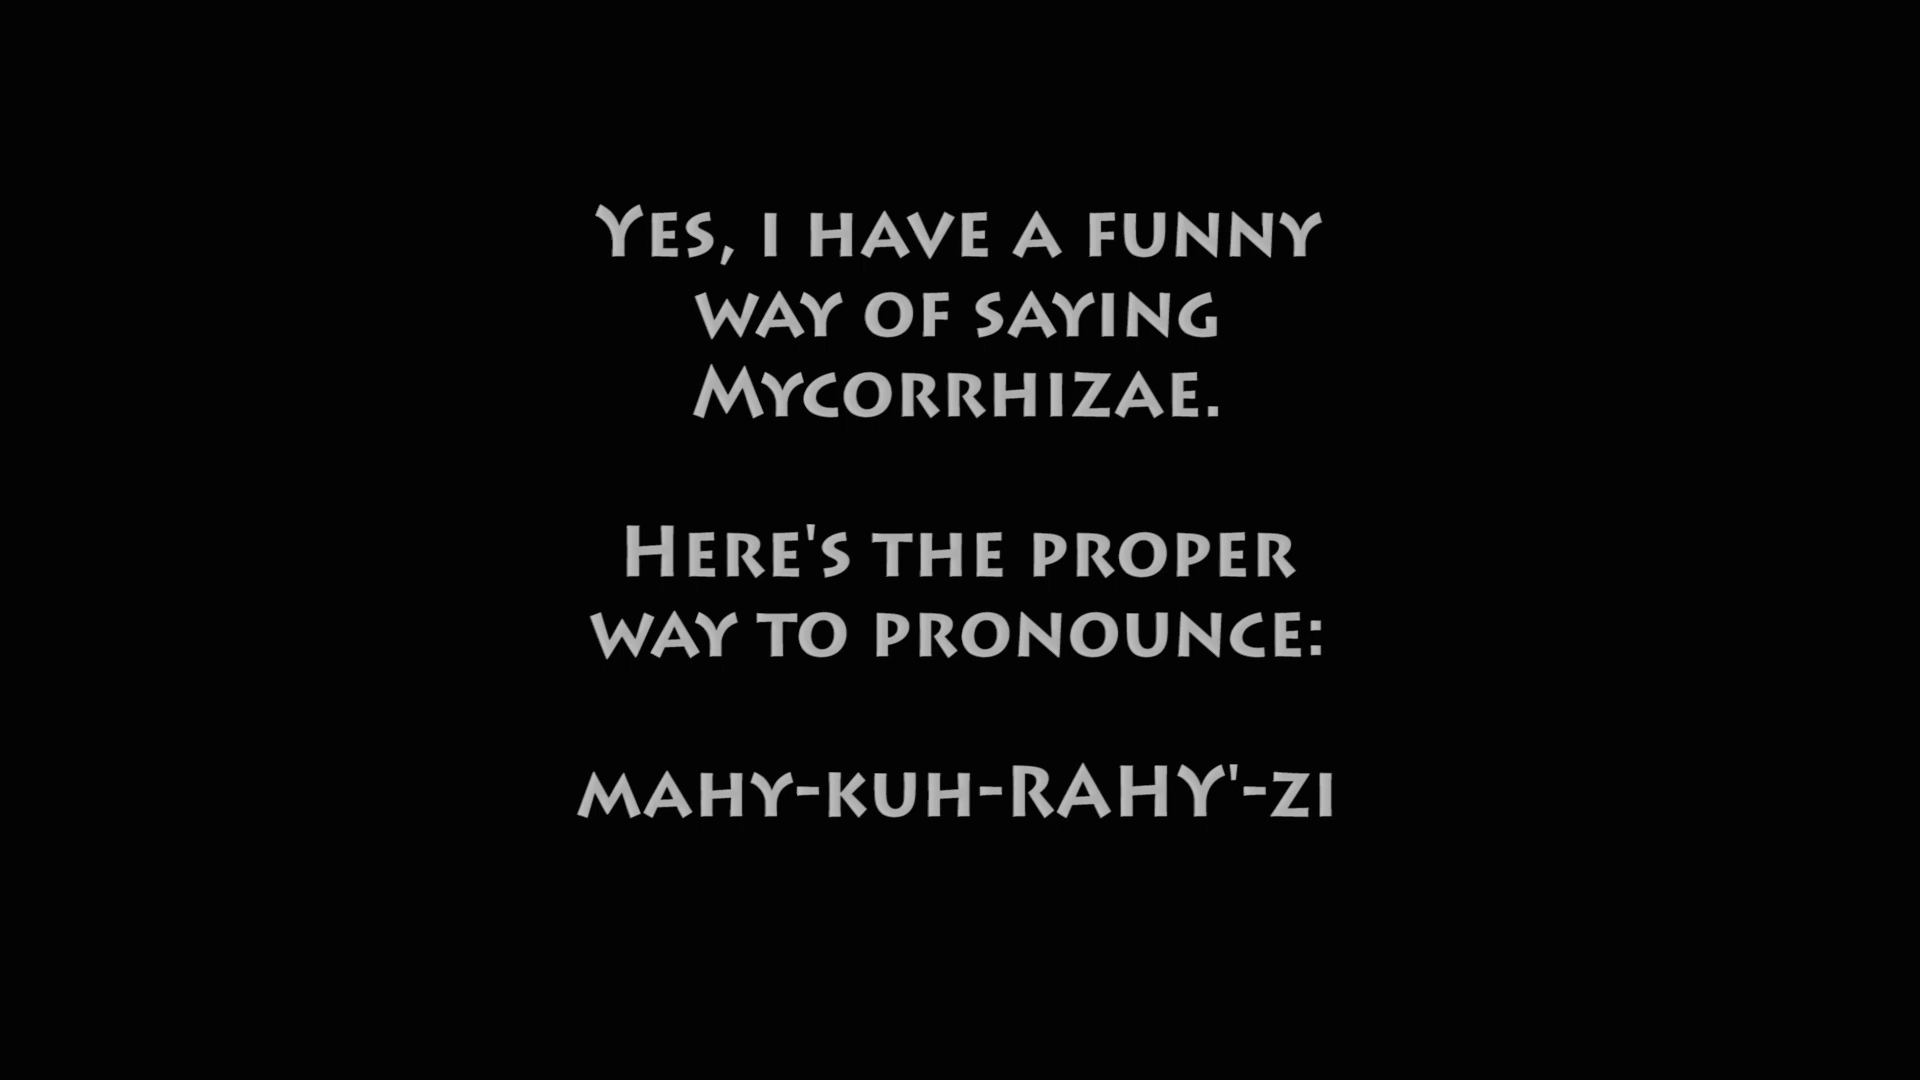 Yes, i have a funny
way of saying
Mycorrhizae.
Here's the proper
way to pronounce:
mahy-kuh-RAHY'-zi